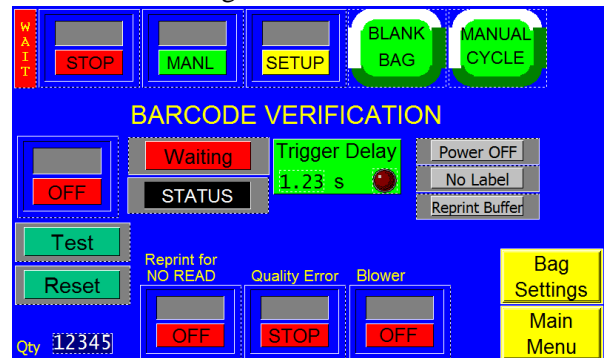 WAIT
STOP
MANL
SETUP
BLANK
BAG
MANUAL
CYCLE
BARCODE VERIFICATION
OFF
Waiting
STATUS
Trigger Delay
1.23 s
Power OFF
No Label
Reprint Buffer
Test
Reset
Reprint for
NO READ
OFF
Quality Error
STOP
Blower
OFF
Bag
Settings
Main
Menu
Qty 12345